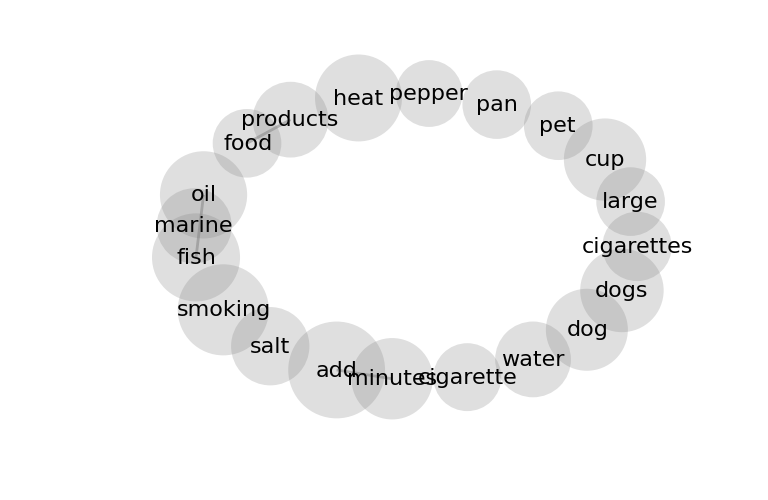 heat
pepper
pan
products
pet
food
cup
oil
large
marine
cigarettes
fish
dogs
smoking
dog
salt
water
add
minutes
cigarette